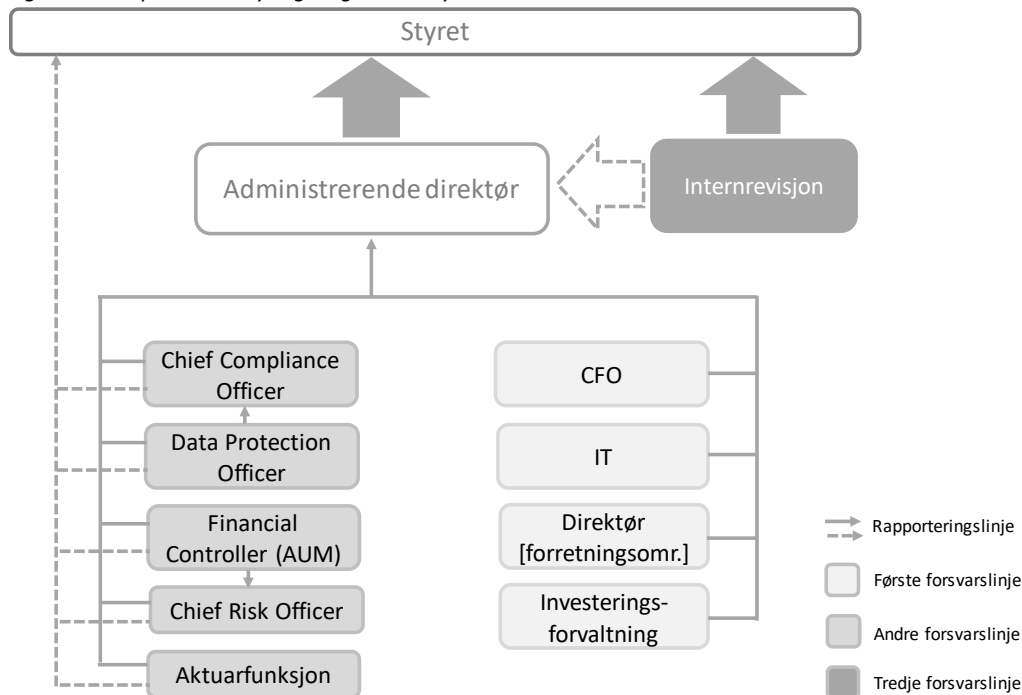 Styret
Administrerende direktør
Internrevisjon
Chief Compliance
Officer
Data Protection
Officer
Financial
Controller (AUM)
Chief Risk Officer
Aktuarfunksjon
CFO
IT
Direktør
[forretningsomr.]
Investerings-
forvaltning
Rapporteringslinje
Første forsvarslinje
Andre forsvarslinje
Tredje forsvarslinje